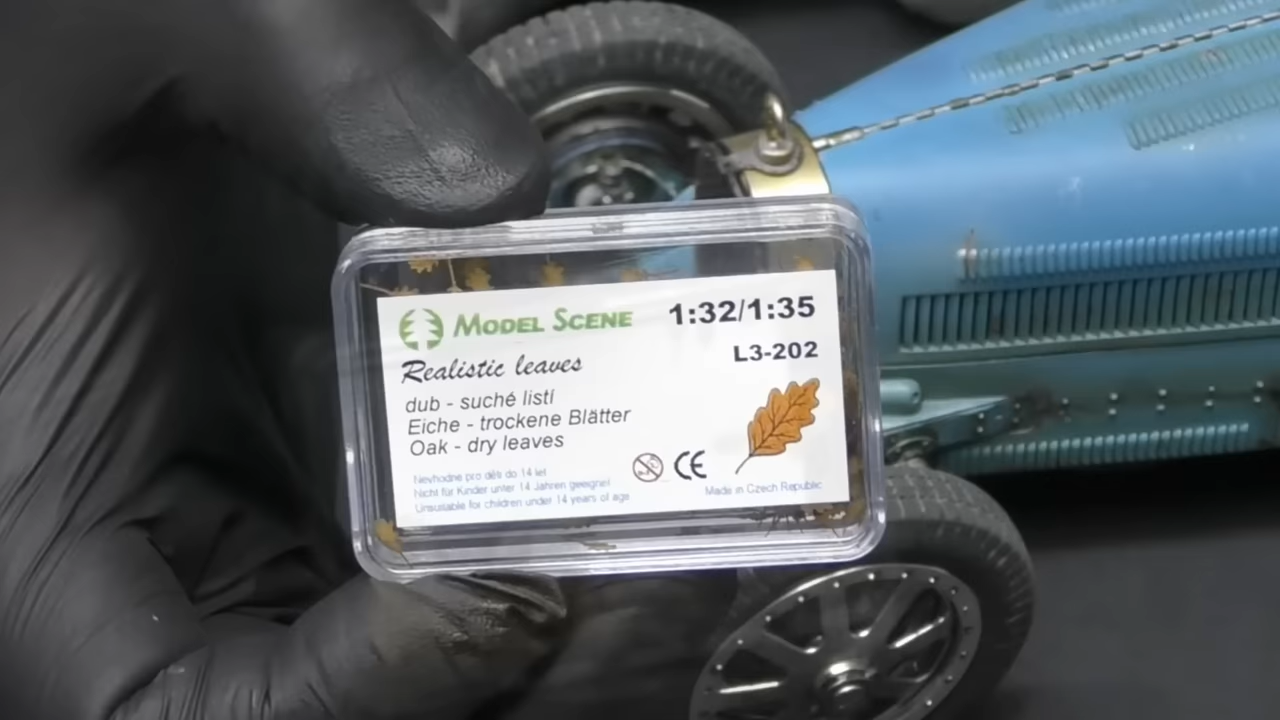 MODEL SCENE
1:32/1:35
L3-202
Realistic leaves
dub - suché listí
Eiche - trockene Blätter
Oak - dry leaves
CE
Nevhodné pro děti do 14 let
Nicht für Kinder unter 14 Jahren geeignet
Unsuitable for children under 14 years of age
Made in Czech Republic